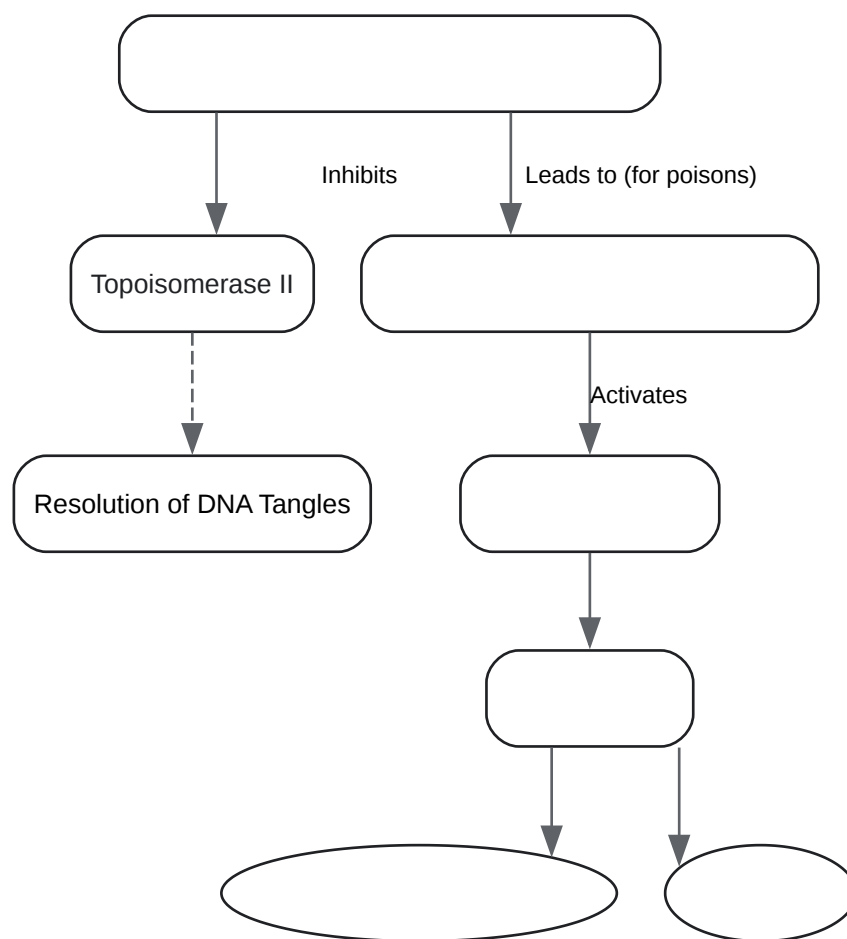 Inhibits
Leads to (for poisons)
Topoisomerase II
Activates
Resolution of DNA Tangles